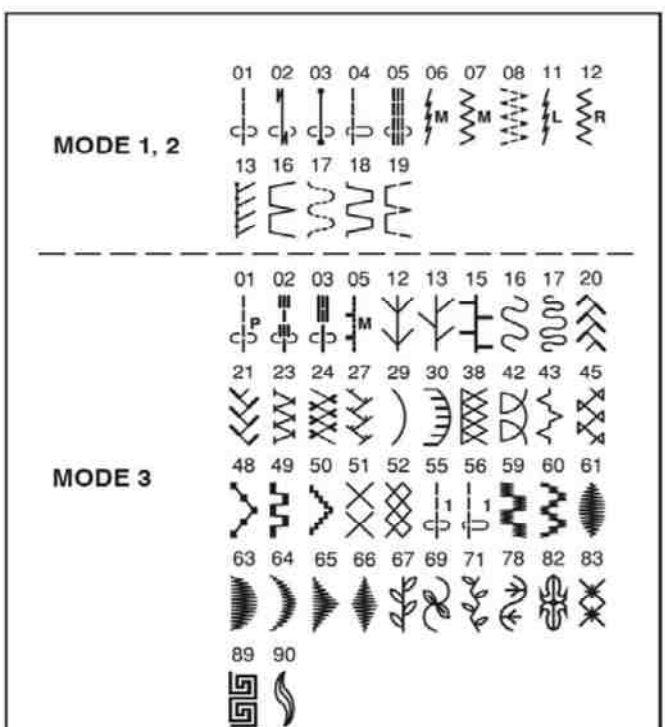 01 02 03 04 05 06 07 08 11 12
M M L R
MODE 1, 2
13 16 17 18 19
01 02 03 05 12 13 15 16 17 20
P M
21 23 24 27 29 30 38 42 43 45
MODE 3
48 49 50 51 52 55 56 59 60 61
1 1
63 64 65 66 67 69 71 78 82 83
89 90